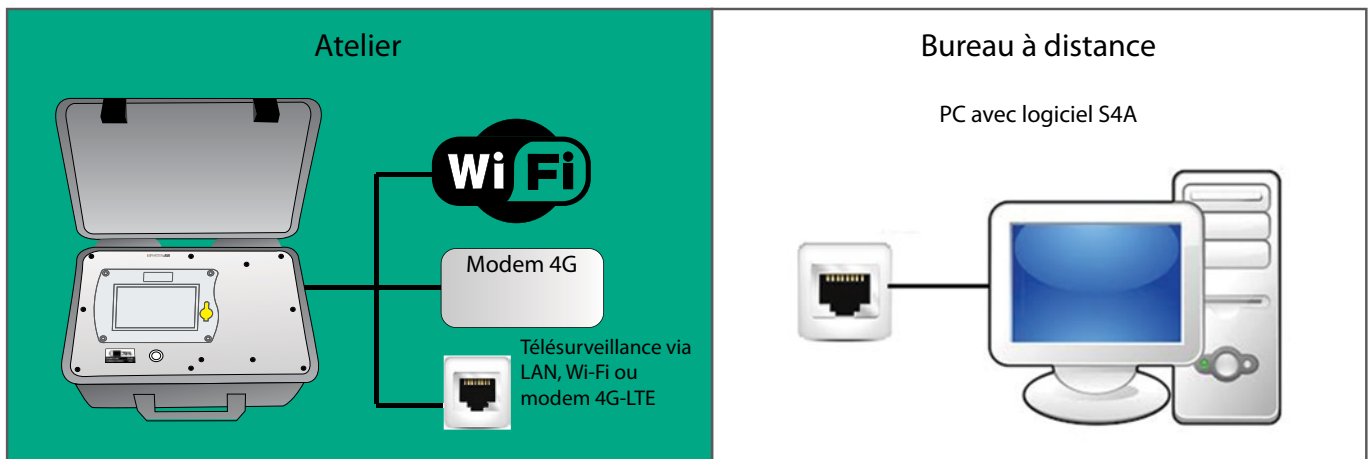 Atelier
Bureau à distance
PC avec logiciel S4A
Wi Fi
Modem 4G
Télésurveillance via
LAN, Wi-Fi ou
modem 4G-LTE